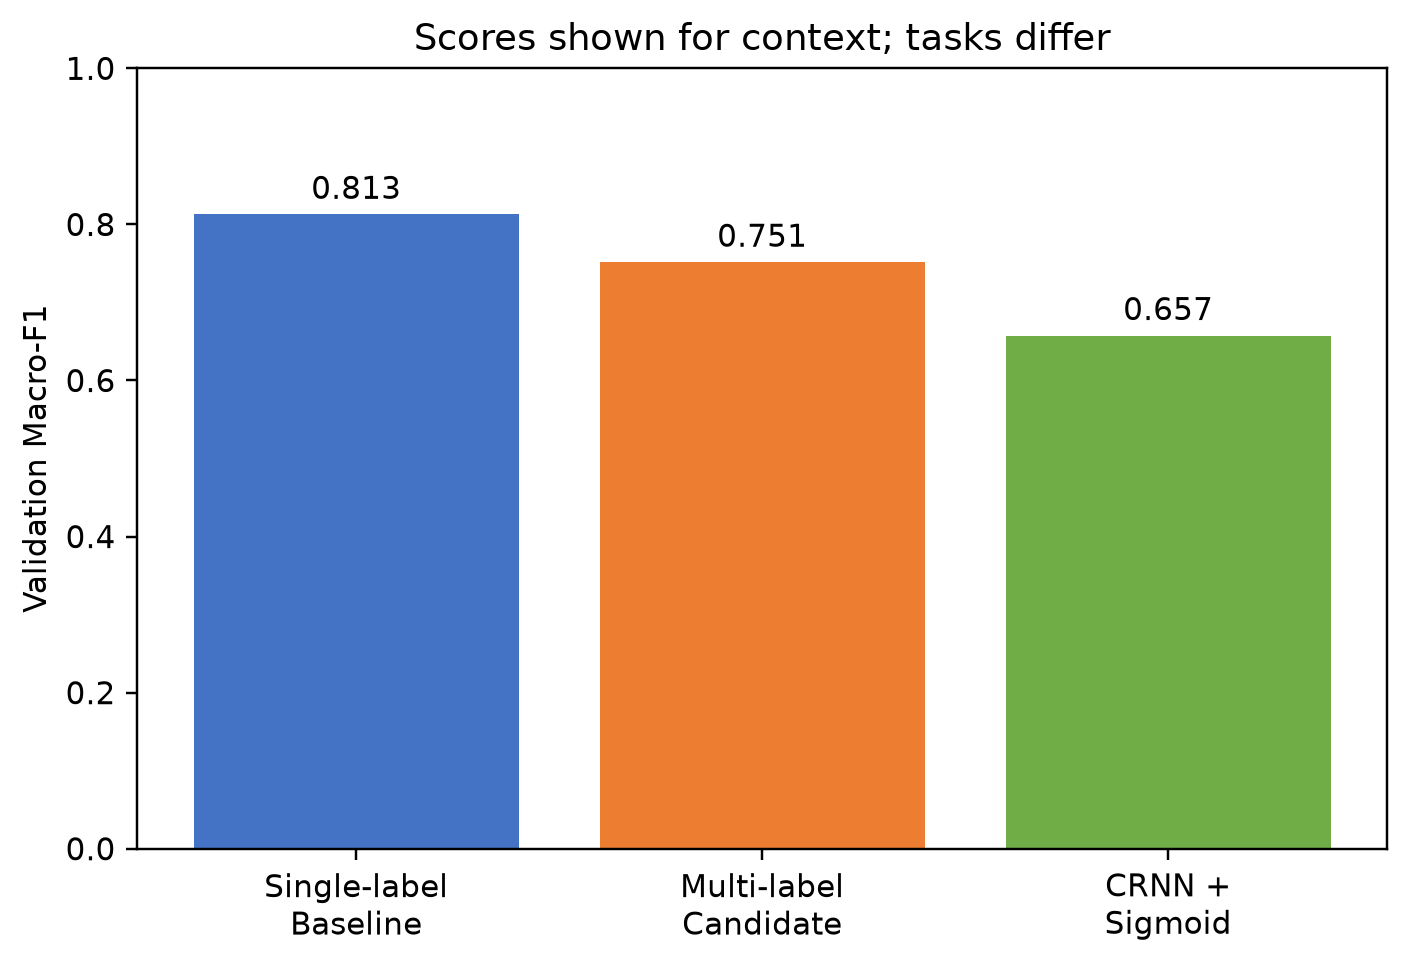 Scores shown for context; tasks differ
Validation Macro-F1
1.0
0.8
0.6
0.4
0.2
0.0
0.813
0.751
0.657
Single-label
Baseline
Multi-label
Candidate
CRNN +
Sigmoid